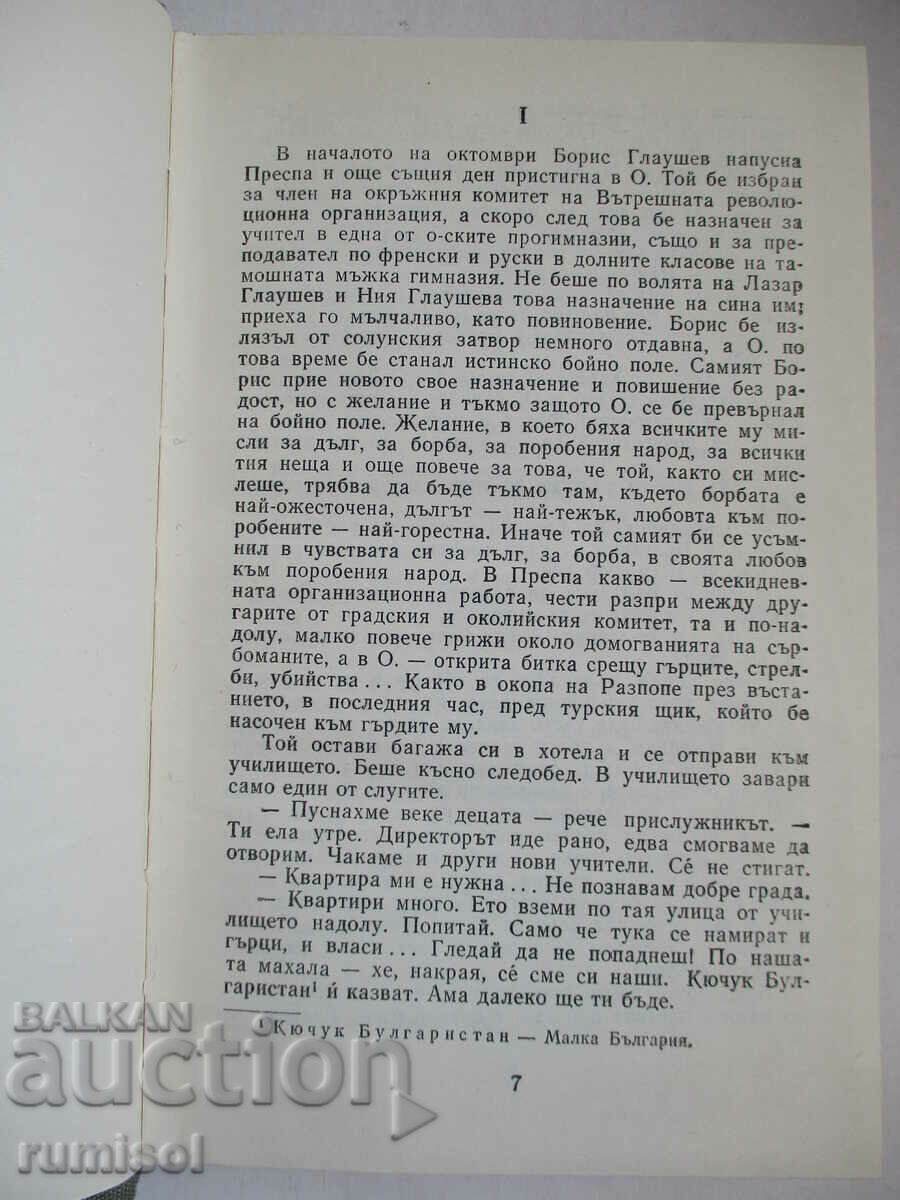 I
В началото на октомври Борис Глаушев напусна
Преспа и още същия ден пристигна в О. Той бе избран
за член на окръжния комитет на Вътрешната револю-
ционна организация, а скоро след това бе назначен за
учител в една от о-ските прогимназии, също и за пре-
подавател по френски и руски в долните класове на та-
мошната мъжка гимназия. Не беше по волята на Лазар
Глаушев и Ния Глаушева това назначение на сина им;
приеха го мълчаливо, като повиновение. Борис бе из-
лязъл от солунския затвор немного отдавна, а О. по
това време бе станал истинско бойно поле. Самият Бо-
рис прие новото свое назначение и повишение без ра-
дост, но с желание и тъкмо защото О. се бе превърнал
на бойно поле. Желание, в което бяха всичките му ми-
сли за дълг, за борба, за поробения народ, за всички
тия неща и още повече за това, че той, както си мис-
леше, трябва да бъде тъкмо там, където борбата е
най-ожесточена, дългът — най-тежък, любовта към по-
робените — най-горестна. Иначе той самият би се усъм-
нил в чувствата си за дълг, за борба, в своята любов
към поробения народ. В Преспа какво — всекидневна-
ната организационна работа, чести разпри между дру-
гарите от градския и околийския комитет, та и по-на-
долу, малко повече грижи около домогванията на сър-
боманите, а в О. — открита битка срещу гърците, стрел-
би, убийства... Както в окопа на Разпопе през въста-
нието, в последния час, пред турския щик, който бе
насочен към гърдите му.
Той остави багажа си в хотела и се отправи към
училището. Беше късно следобед. В училището завари
само един от слугите.
— Пуснахме веке децата — рече прислужникът. —
Ти ела утре. Директорът иде рано, едва смогваме да
отворим. Чакаме и други нови учители. Сé не стигат.
— Квартира ми е нужна... Не познавам добре града.
— Квартири много. Ето вземи по тая улица от учи-
лището надолу. Попитай. Само че тука се намират и
гърци, и власи... Гледай да не попаднеш! По наша-
та махала — хе, накрая, сé сме си наши. Кючук Бул-
гаристан¹ ѝ казват. Ама далеко ще ти бъде.
¹ Кючук Булгаристан — Малка България.
7
BALKAN
auction
rumisol